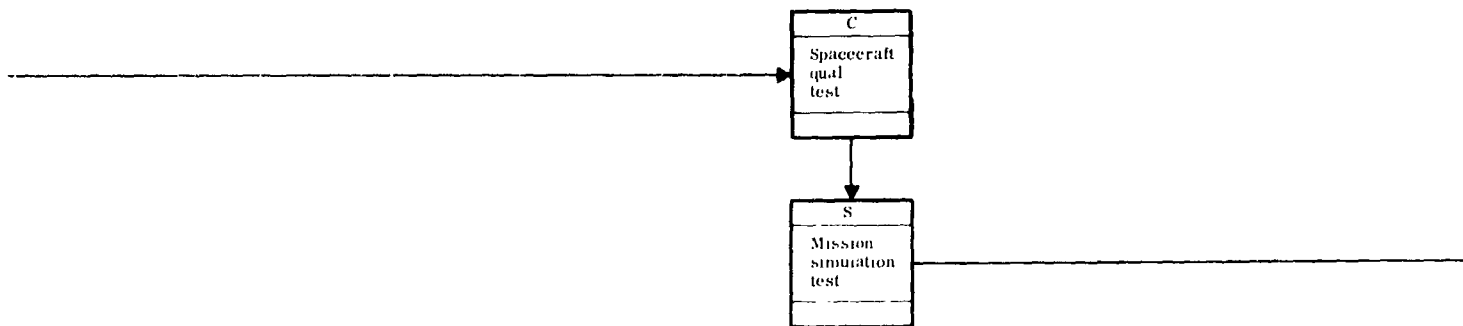 C
Spacecraft
qual
test
S
Mission
simulation
test